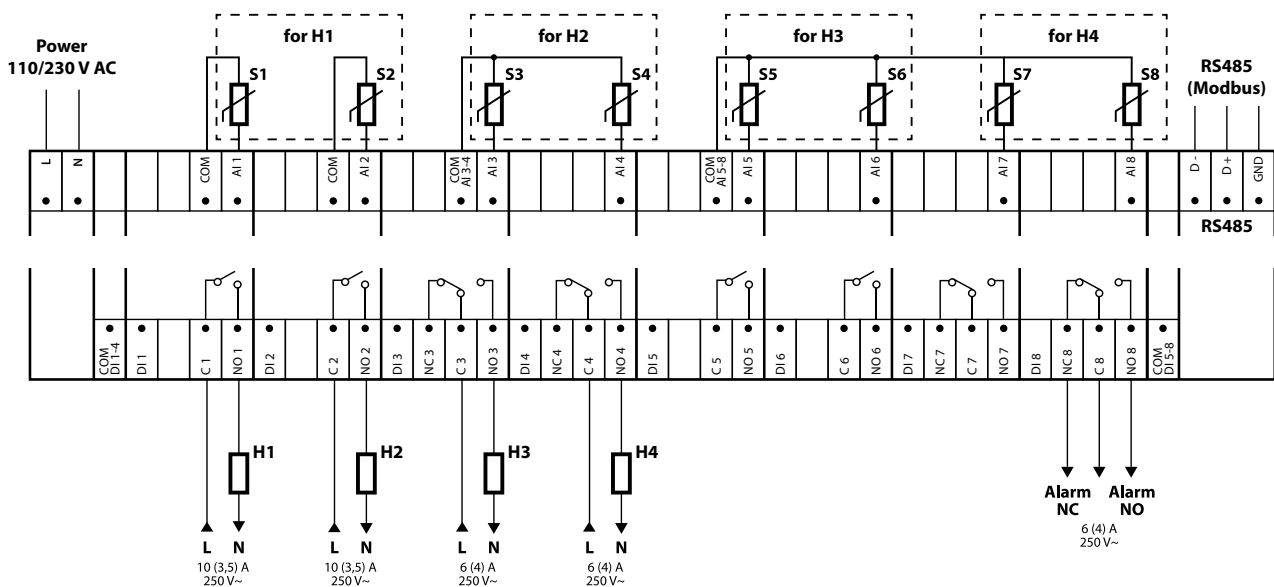 for H1
for H2
for H3
for H4
Power
110/230 V AC
S1
S2
S3
S4
S5
S6
S7
S8
RS485
(Modbus)
L
N
COM
AI 1
COM
AI 2
COM
AI 3-4
AI 3
AI 4
COM
AI 5-8
AI 5
AI 6
AI 7
AI 8
D -
D +
GND
RS485
COM
DI 1-4
DI 1
C 1
NO 1
DI 2
C 2
NO 2
DI 3
NC 3
C 3
NO 3
DI 4
NC 4
C 4
NO 4
DI 5
C 5
NO 5
DI 6
C 6
NO 6
DI 7
NC 7
C 7
NO 7
DI 8
NC 8
C 8
NO 8
COM
DI 5-8
H1
H2
H3
H4
L N
10 (3,5) A
250 V~
L N
10 (3,5) A
250 V~
L N
6 (4) A
250 V~
L N
6 (4) A
250 V~
Alarm
NC
Alarm
NO
6 (4) A
250 V~